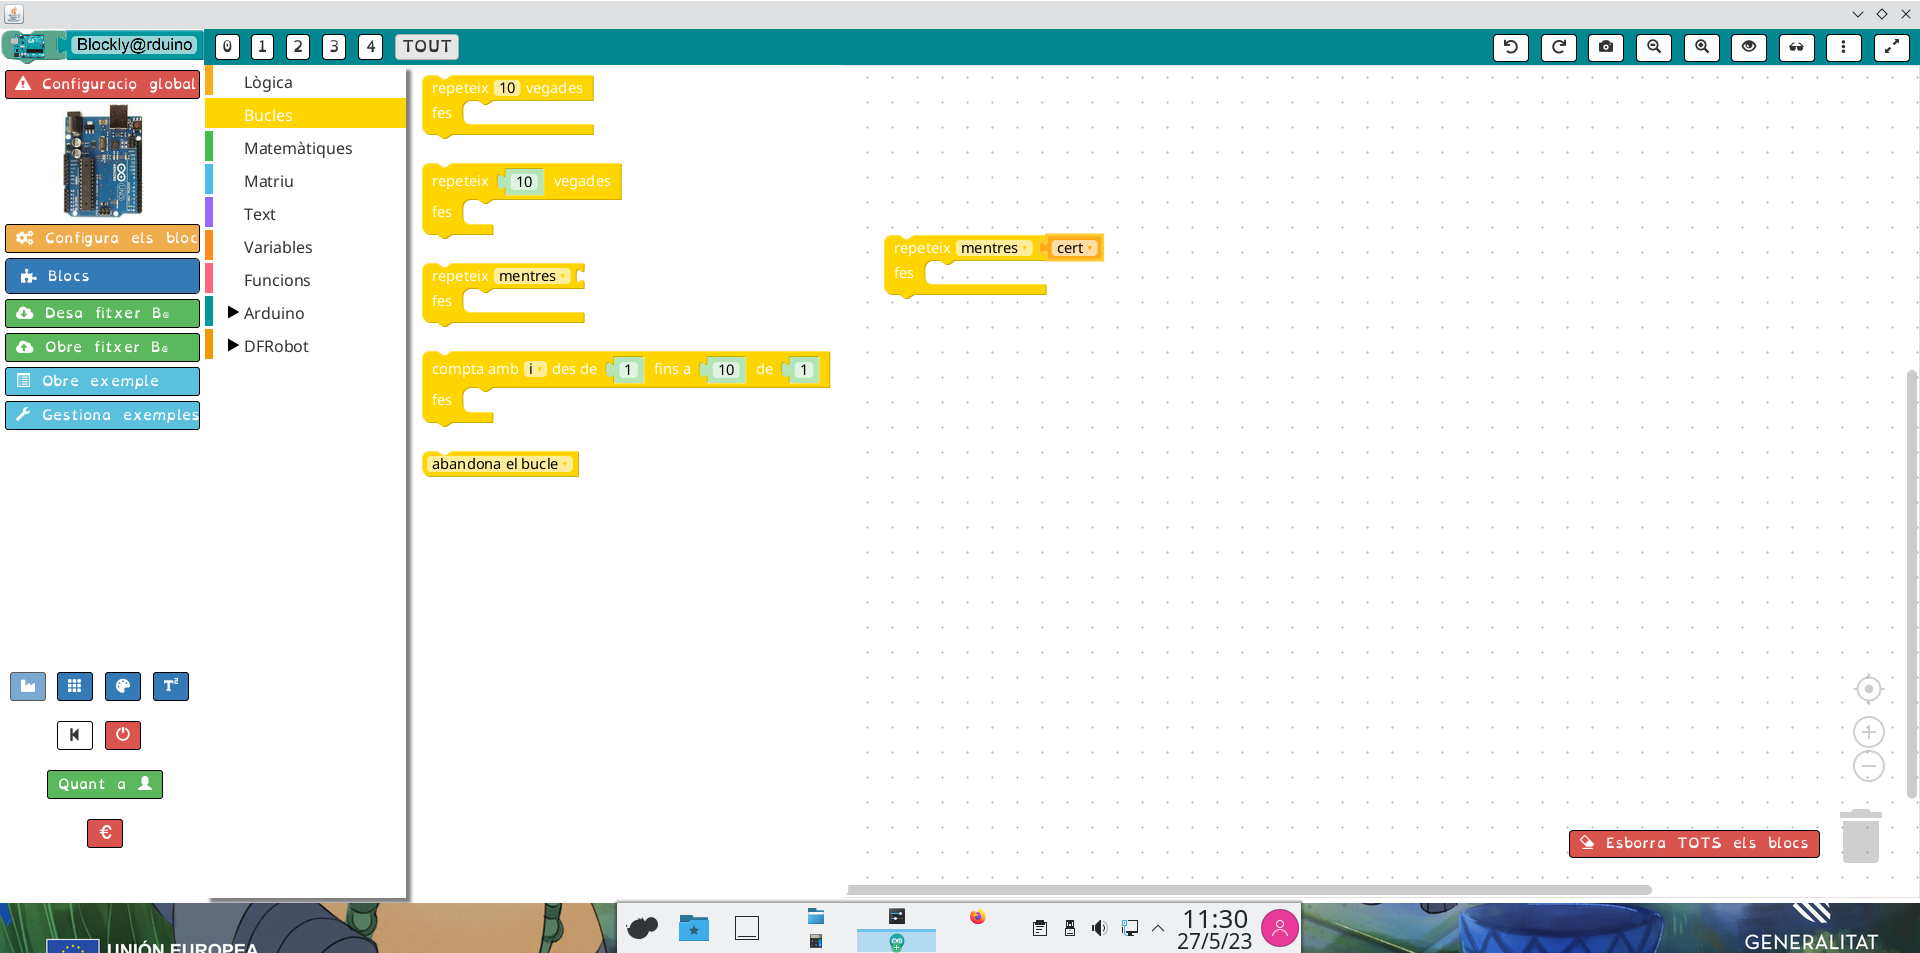 Blockly@rduino
0 1 2 3 4 TOUT
Configuració global
Configura els bloc
Blocs
Desa fitxer B@
Obre fitxer B@
Obre exemple
Gestiona exemples
T²
Quant a
€
Lògica
Bucles
Matemàtiques
Matriu
Text
Variables
Funcions
Arduino
DFRobot
repeteix 10 vegades
fes
repeteix 10 vegades
fes
repeteix mentres
fes
compta amb i des de 1 fins a 10 de 1
fes
abandona el bucle
repeteix mentres cert
fes
Esborra TOTS els blocs
UNIÓN EUROPEA
11:30
27/5/23
GENERALITAT